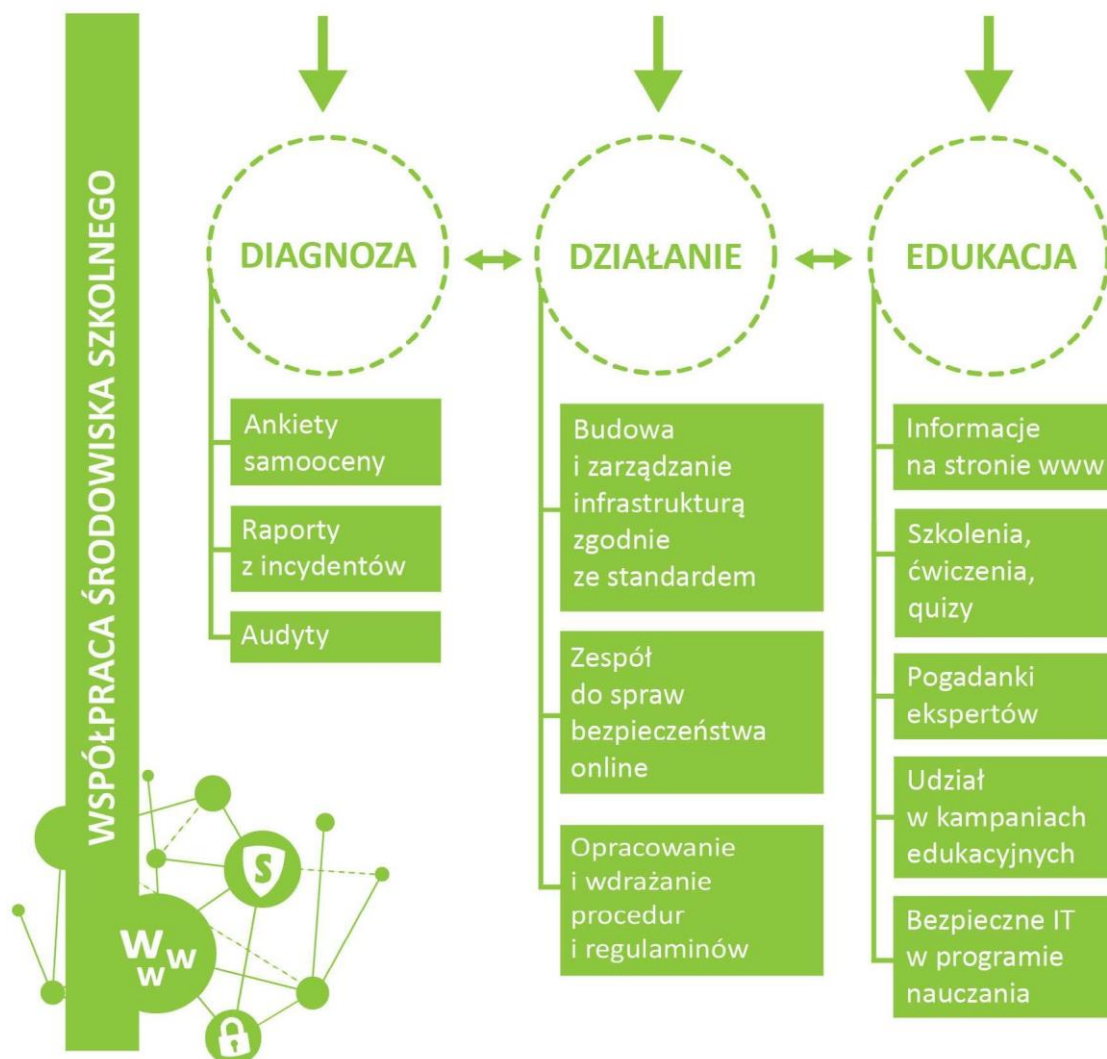 WSPÓŁPRACA ŚRODOWISKA SZKOLNEGO
DIAGNOZA
Ankiety
samooceny
Raporty
z incydentów
Audyty
DZIAŁANIE
Budowa
i zarządzanie
infrastrukturą
zgodnie
ze standardem
Zespół
do spraw
bezpieczeństwa
online
Opracowanie
i wdrażanie
procedur
i regulaminów
EDUKACJA
Informacje
na stronie www
Szkolenia,
ćwiczenia,
quizy
Pogadanki
ekspertów
Udział
w kampaniach
edukacyjnych
Bezpieczne IT
w programie
nauczania
S
W W W